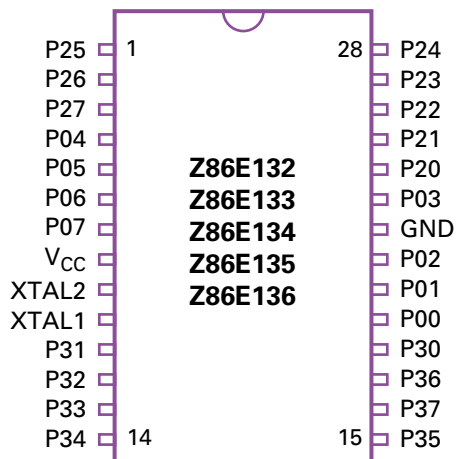 P25 1 28 P24
P26 P23
P27 P22
P04 P21
P05 Z86E132 P20
P06 Z86E133 P03
P07 Z86E134 GND
VCC Z86E135 P02
XTAL2 Z86E136 P01
XTAL1 P00
P31 P30
P32 P36
P33 P37
P34 14 15 P35